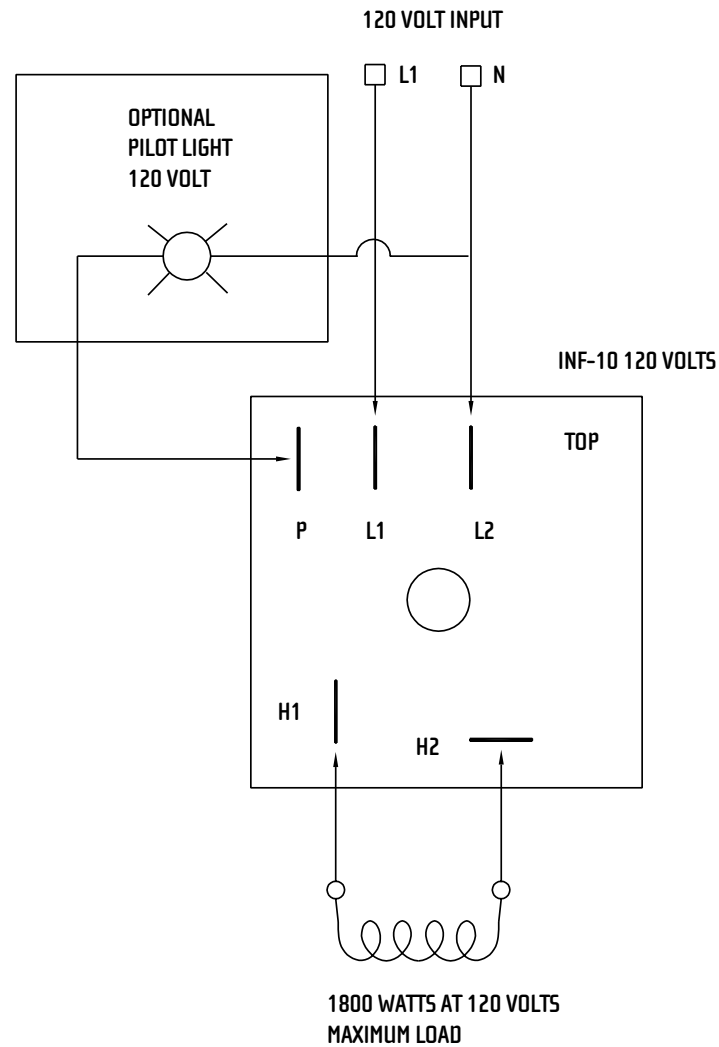 120 VOLT INPUT
L1
N
OPTIONAL
PILOT LIGHT
120 VOLT
INF-10 120 VOLTS
TOP
P
L1
L2
H1
H2
1800 WATTS AT 120 VOLTS
MAXIMUM LOAD